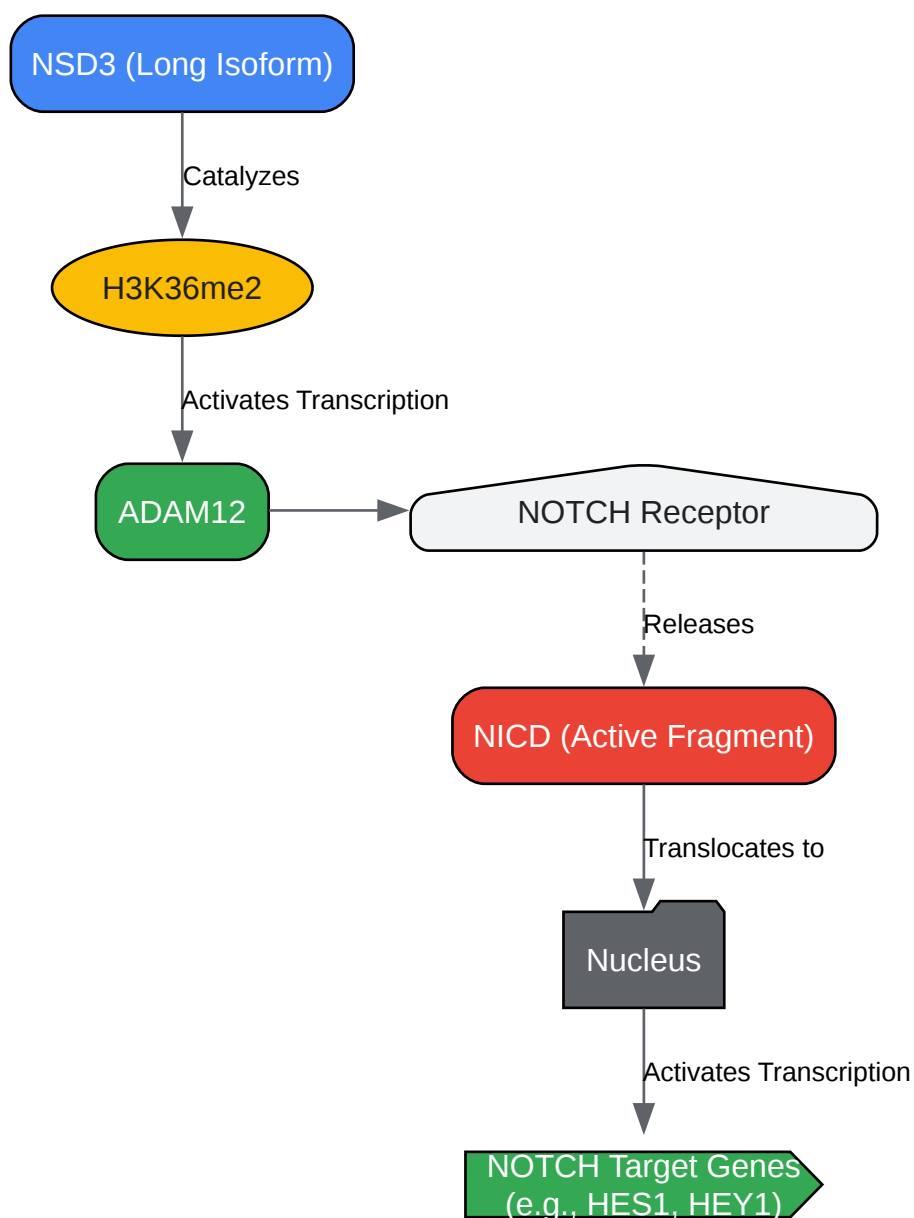 NSD3 (Long Isoform)
Catalyzes
H3K36me2
Activates Transcription
ADAM12
NOTCH Receptor
Releases
NICD (Active Fragment)
Translocates to
Nucleus
Activates Transcription
NOTCH Target Genes
(e.g., HES1, HEY1)